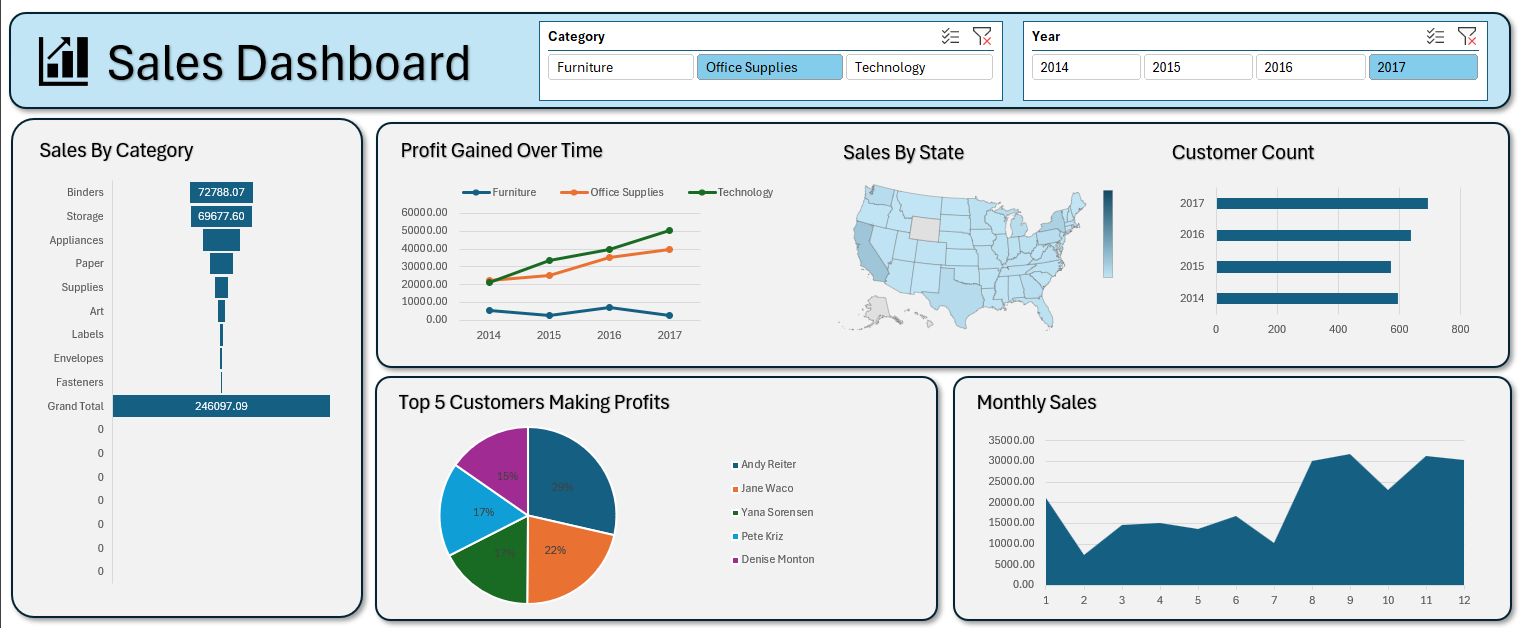 Sales Dashboard
Category
Furniture
Office Supplies
Technology
Year
2014
2015
2016
2017
Sales By Category
Binders 72788.07
Storage 69677.60
Appliances
Paper
Supplies
Art
Labels
Envelopes
Fasteners
Grand Total 246097.09
0
0
0
0
0
0
0
Profit Gained Over Time
Furniture Office Supplies Technology
60000.00
50000.00
40000.00
30000.00
20000.00
10000.00
0.00
2014 2015 2016 2017
Sales By State
Customer Count
2017
2016
2015
2014
0 200 400 600 800
Top 5 Customers Making Profits
15% 29%
17%
17% 22%
Andy Reiter
Jane Waco
Yana Sorensen
Pete Kriz
Denise Monton
Monthly Sales
35000.00
30000.00
25000.00
20000.00
15000.00
10000.00
5000.00
0.00
1 2 3 4 5 6 7 8 9 10 11 12